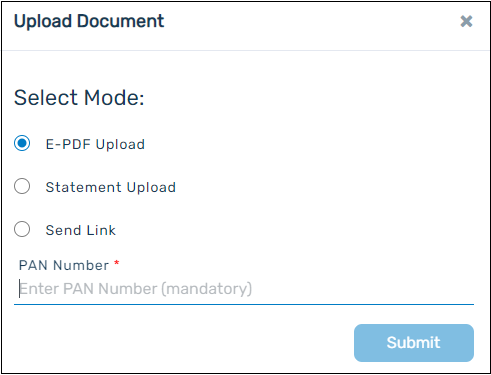 Upload Document ×
Select Mode:
E-PDF Upload
Statement Upload
Send Link
PAN Number *
Enter PAN Number (mandatory)
Submit